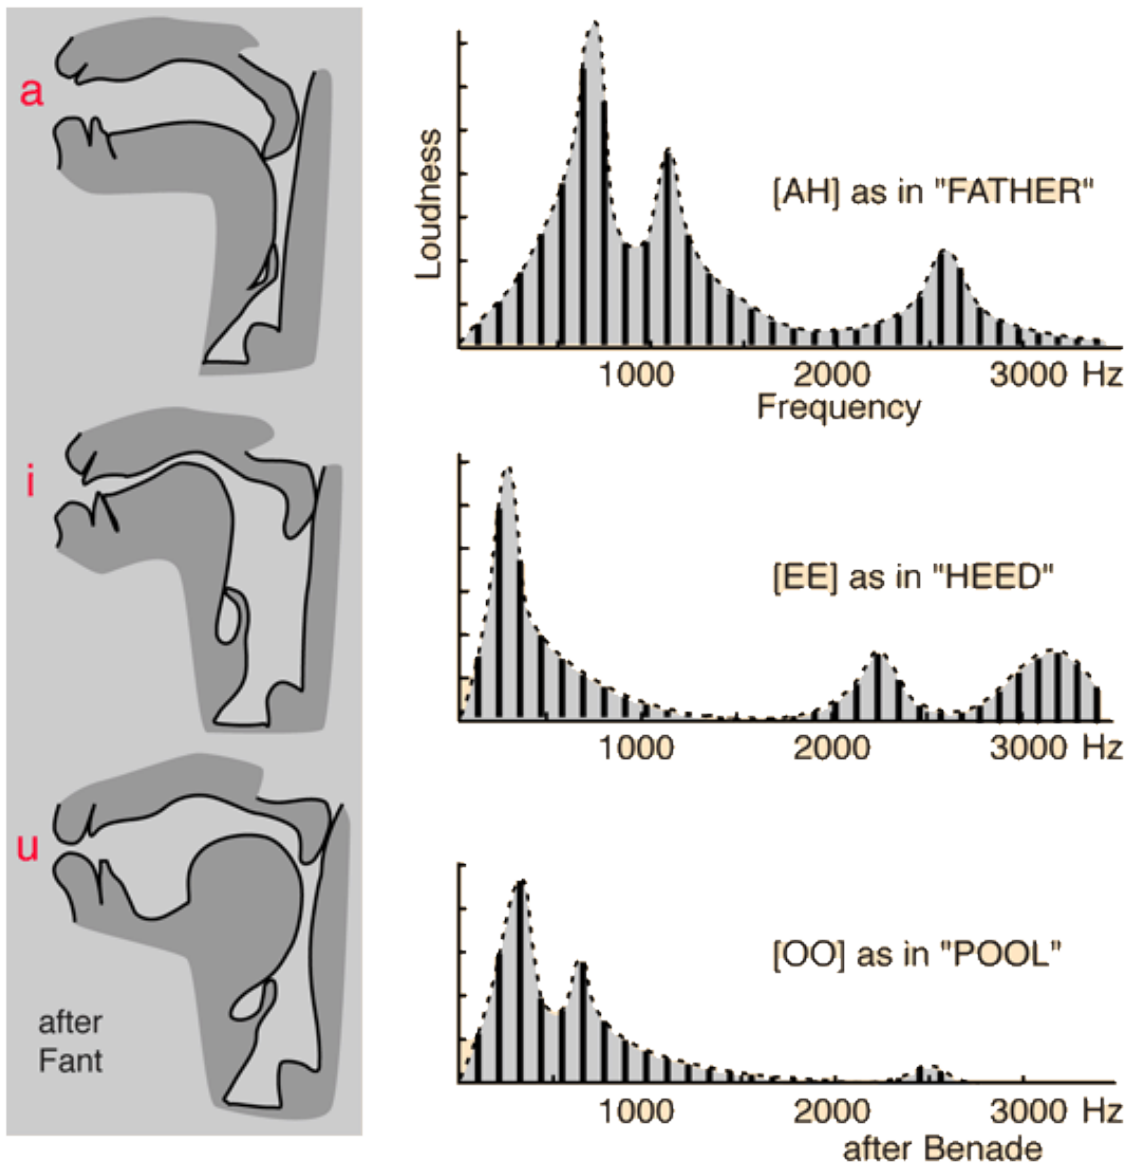 a
Loudness
[AH] as in "FATHER"
1000 2000 3000 Hz
Frequency
i
[EE] as in "HEED"
1000 2000 3000 Hz
u
[OO] as in "POOL"
after
Fant
1000 2000 3000 Hz
after Benade